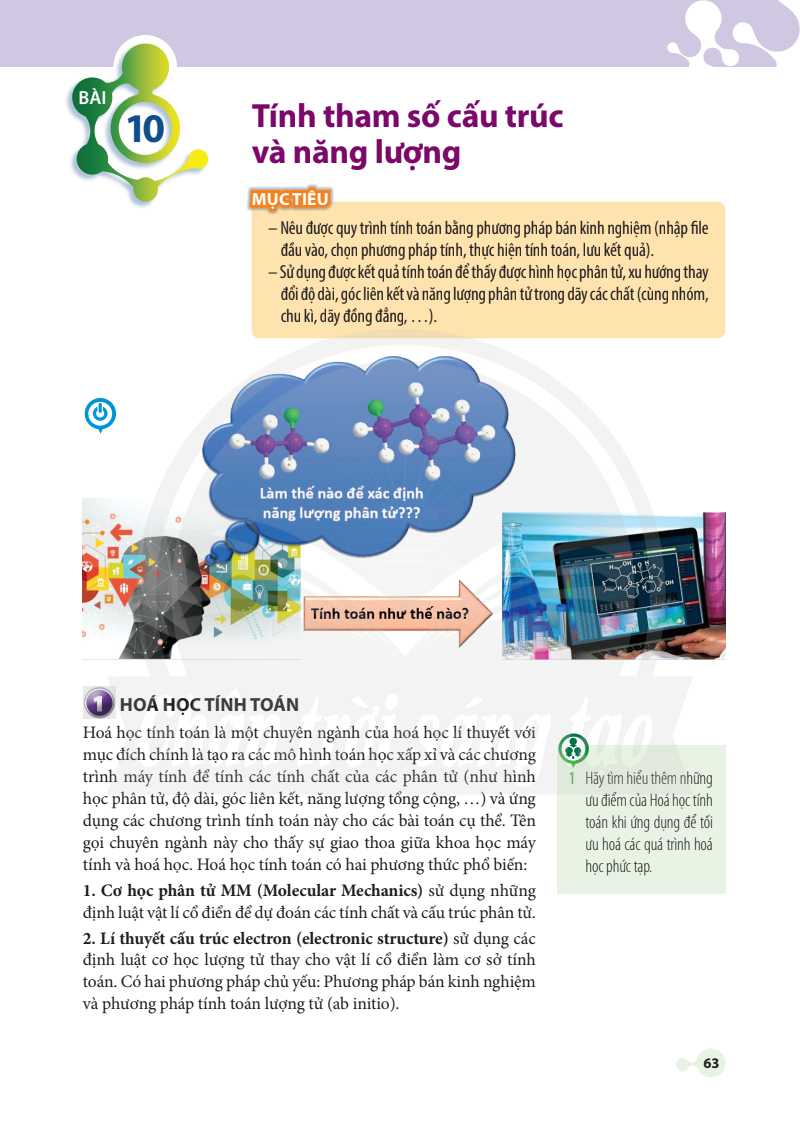 BÀI
10
Tính tham số cấu trúc
và năng lượng
MỤC TIÊU
– Nêu được quy trình tính toán bằng phương pháp bán kinh nghiệm (nhập file
đầu vào, chọn phương pháp tính, thực hiện tính toán, lưu kết quả).
– Sử dụng được kết quả tính toán để thấy được hình học phân tử, xu hướng thay
đổi độ dài, góc liên kết và năng lượng phân tử trong dãy các chất (cùng nhóm,
chu kì, dãy đồng đẳng, …).
Làm thế nào để xác định
năng lượng phân tử???
Tính toán như thế nào?
1 HOÁ HỌC TÍNH TOÁN
Hoá học tính toán là một chuyên ngành của hoá học lí thuyết với
mục đích chính là tạo ra các mô hình toán học xấp xỉ và các chương
trình máy tính để tính các tính chất của các phân tử (như hình
học phân tử, độ dài, góc liên kết, năng lượng tổng cộng, …) và ứng
dụng các chương trình tính toán này cho các bài toán cụ thể. Tên
gọi chuyên ngành này cho thấy sự giao thoa giữa khoa học máy
tính và hoá học. Hoá học tính toán có hai phương thức phổ biến:
1. Cơ học phân tử MM (Molecular Mechanics) sử dụng những
định luật vật lí cổ điển để dự đoán các tính chất và cấu trúc phân tử.
2. Lí thuyết cấu trúc electron (electronic structure) sử dụng các
định luật cơ học lượng tử thay cho vật lí cổ điển làm cơ sở tính
toán. Có hai phương pháp chủ yếu: Phương pháp bán kinh nghiệm
và phương pháp tính toán lượng tử (ab initio).
1 Hãy tìm hiểu thêm những
ưu điểm của Hoá học tính
toán khi ứng dụng để tối
ưu hoá các quá trình hoá
học phức tạp.
Chân trời sáng tạo
63